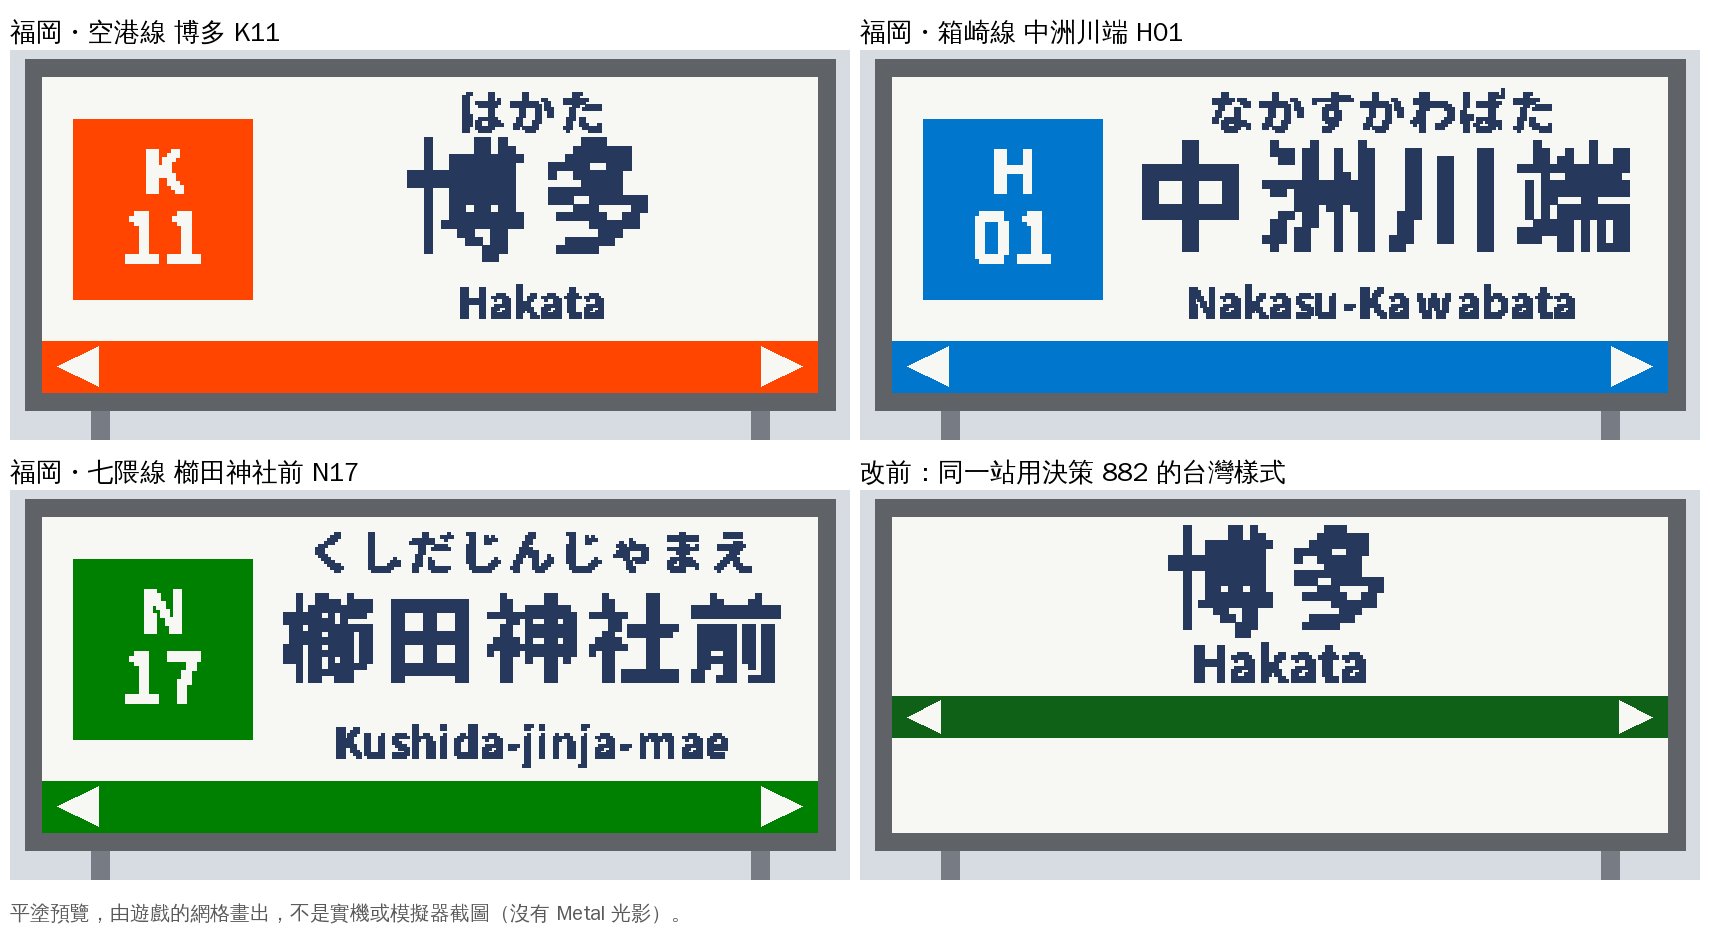 福岡・空港線 博多 K11
はかた
K
11
博多
Hakata
福岡・箱崎線 中洲川端 H01
なかすかわばた
H
01
中洲川端
Nakasu-Kawabata
福岡・七隈線 櫛田神社前 N17
くしだじんじゃまえ
N
17
櫛田神社前
Kushida-jinja-mae
改前：同一站用決策 882 的台灣樣式
博多
Hakata
平塗預覽，由遊戲的網格畫出，不是實機或模擬器截圖（沒有 Metal 光影）。